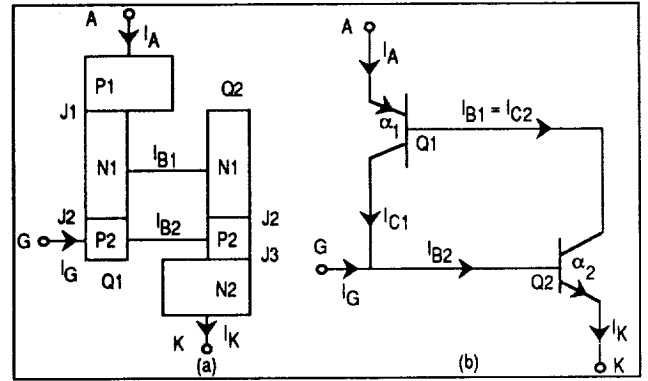 A
I_A
P1
Q2
J1
N1
I_B1
N1
J2
J2
G
P2
I_B2
P2
I_G
Q1
J3
N2
K
I_K
(a)
A
I_A
α1
Q1
I_B1 = I_C2
I_C1
G
I_G
I_B2
α2
Q2
I_K
K
(b)